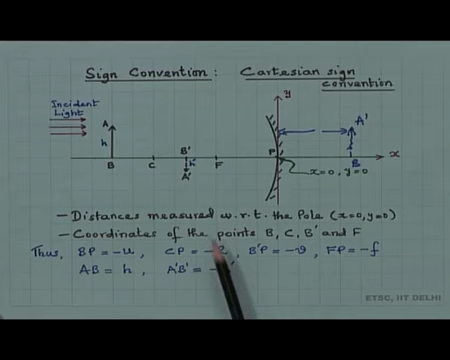 Sign Convention : Cartesian sign
convention
Incident
Light
y
A
A'
h
B'
h'
P
x
B
C
A'
F
B
x=0, y=0
– Distances measured w.r.t. the Pole (x=0, y=0)
– Coordinates of the points B, C, B' and F
Thus, BP = –u, CP = – B'P = –v, FP = –f
AB = h, A'B' = –
ETSC, IIT DELHI